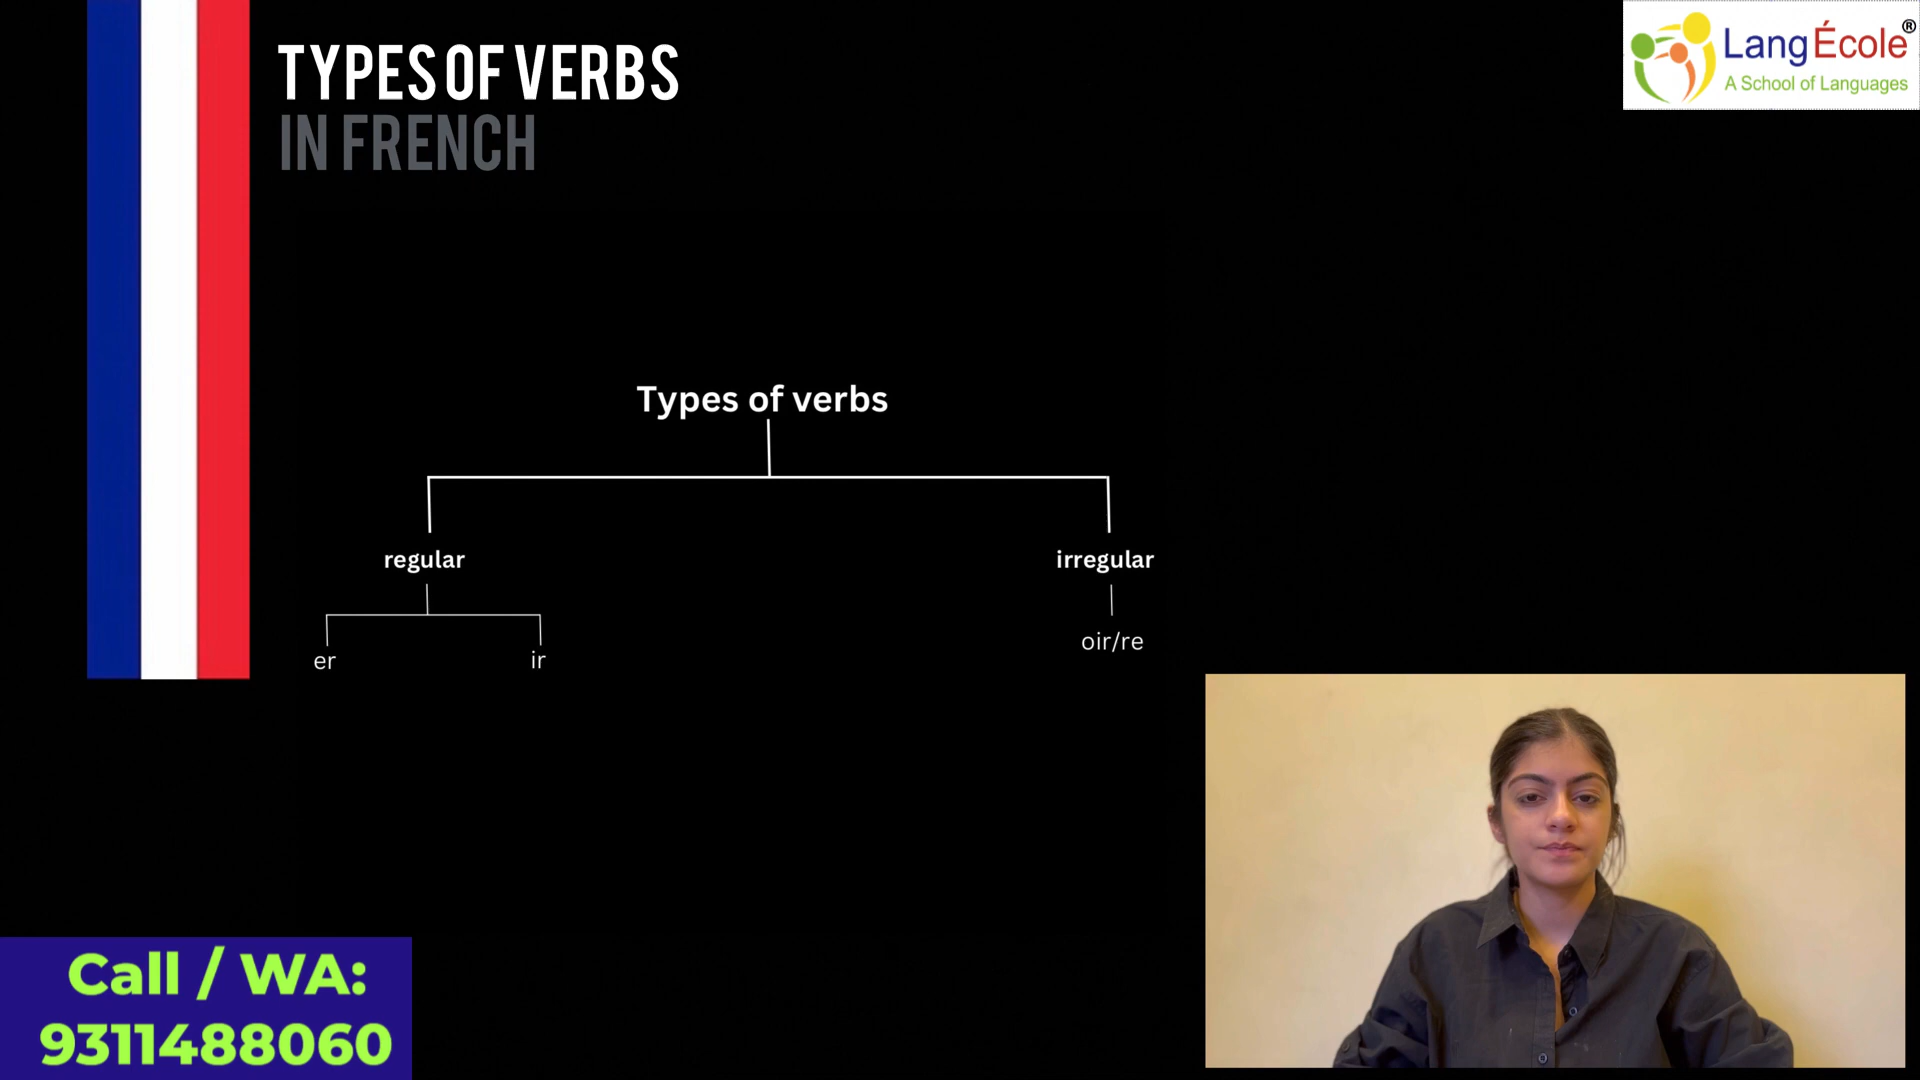 TYPES OF VERBS
IN FRENCH
LangÉcole®
A School of Languages
Types of verbs
regular
irregular
er
ir
oir/re
Call / WA:
9311488060